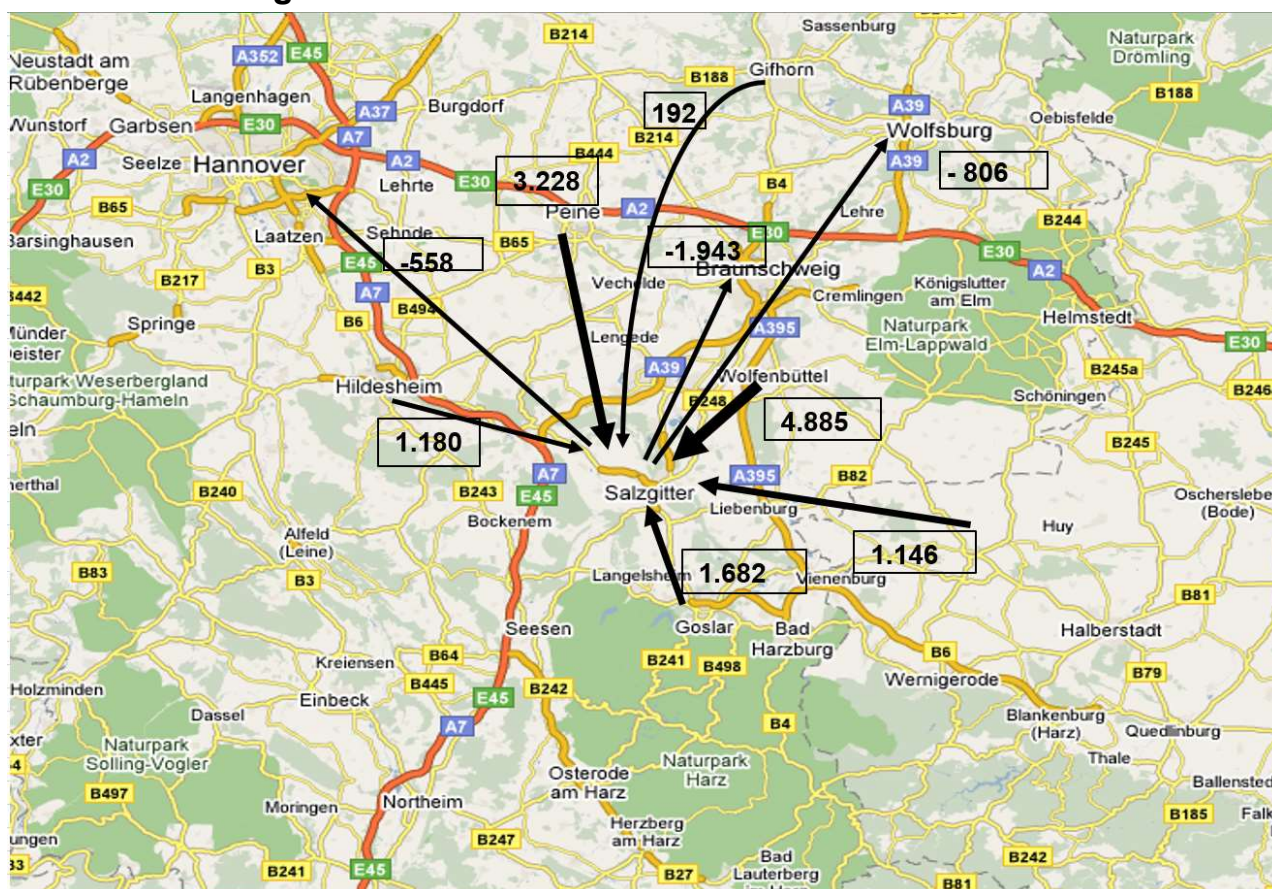 g
B214
Sassenburg
Naturpark
Drömling
Neustadt am
Rübenberge
A352
E45
Gifhorn
B188
B188
Langenhagen
A37
Burgdorf
192
A39
Oebisfelde
Wunstorf
Garbsen
E30
A7
B214
Wolfsburg
A2
Seelze
Hannover
A2
B444
A39
- 806
E30
Lehrte
E30
3.228
B4
B65
Peine
A2
Lehre
B244
Barsinghausen
Laatzen
Sehnde
B65
-1.943
E30
E30
B217
B3
E45
-558
Braunschweig
A2
B442
A7
Vechelde
Cremlingen
Königslutter
am Elm
B494
Helmstedt
Springe
B6
Lengede
A395
Naturpark
Elm-Lappwald
E30
A39
Hildesheim
Wolfenbüttel
B245a
B246
Schaumburg-Hameln
B248
Schöningen
1.180
4.885
B245
A7
A395
B82
B240
B243
E45
Salzgitter
Liebenburg
Oschersleben
(Bode)
Bockenem
Huy
Alfeld
(Leine)
1.146
B83
B3
Langelsheim
1.682
Vienenburg
B81
Seesen
Goslar
Bad
Harzburg
Halberstadt
Kreiensen
B64
B241
B498
B6
B79
Holzminden
Einbeck
B445
E45
B242
Wernigerode
Dassel
A7
B4
Blankenburg
(Harz)
Quedlinburg
Naturpark
Solling-Vogler
Naturpark
Harz
Thale
Osterode
am Harz
B497
Moringen
Northeim
B185
Herzberg
am Harz
B247
B241
E45
B27
Bad
Lauterberg
B242
B81